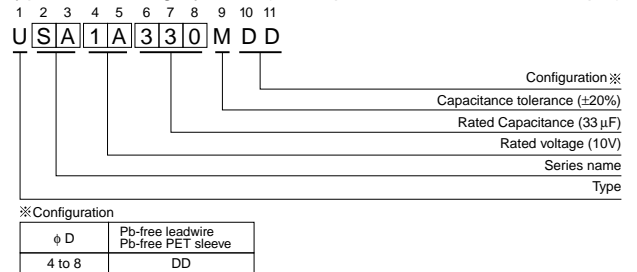 1 2 3 4 5 6 7 8 9 10 11
U S A 1 A 3 3 0 M D D
Configuration※
Capacitance tolerance (±20%)
Rated Capacitance (33 µF)
Rated voltage (10V)
Series name
Type
※Configuration
φ D
Pb-free leadwire
Pb-free PET sleeve
4 to 8
DD